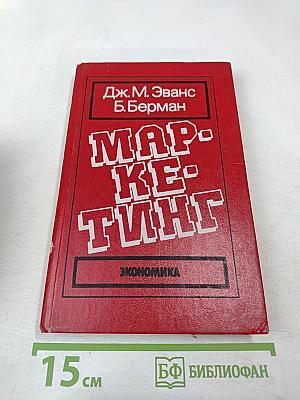 Дж. М. Эванс
Б. Берман
МАР-
КЕ-
ТИНГ
ЭКОНОМИКА
15 см
БФ БИБЛИОФАН